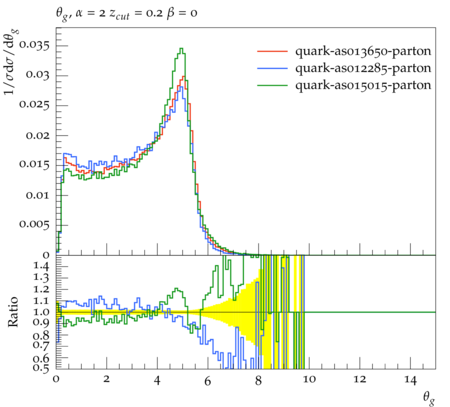 θg, α = 2 zcut = 0.2 β = 0
1/σdσ/dθg
0.035
0.03
0.025
0.02
0.015
0.01
0.005
0
quark-as013650-parton
quark-as012285-parton
quark-as015015-parton
Ratio
1.4
1.3
1.2
1.1
1.0
0.9
0.8
0.7
0.6
0.5
0 2 4 6 8 10 12 14
θg